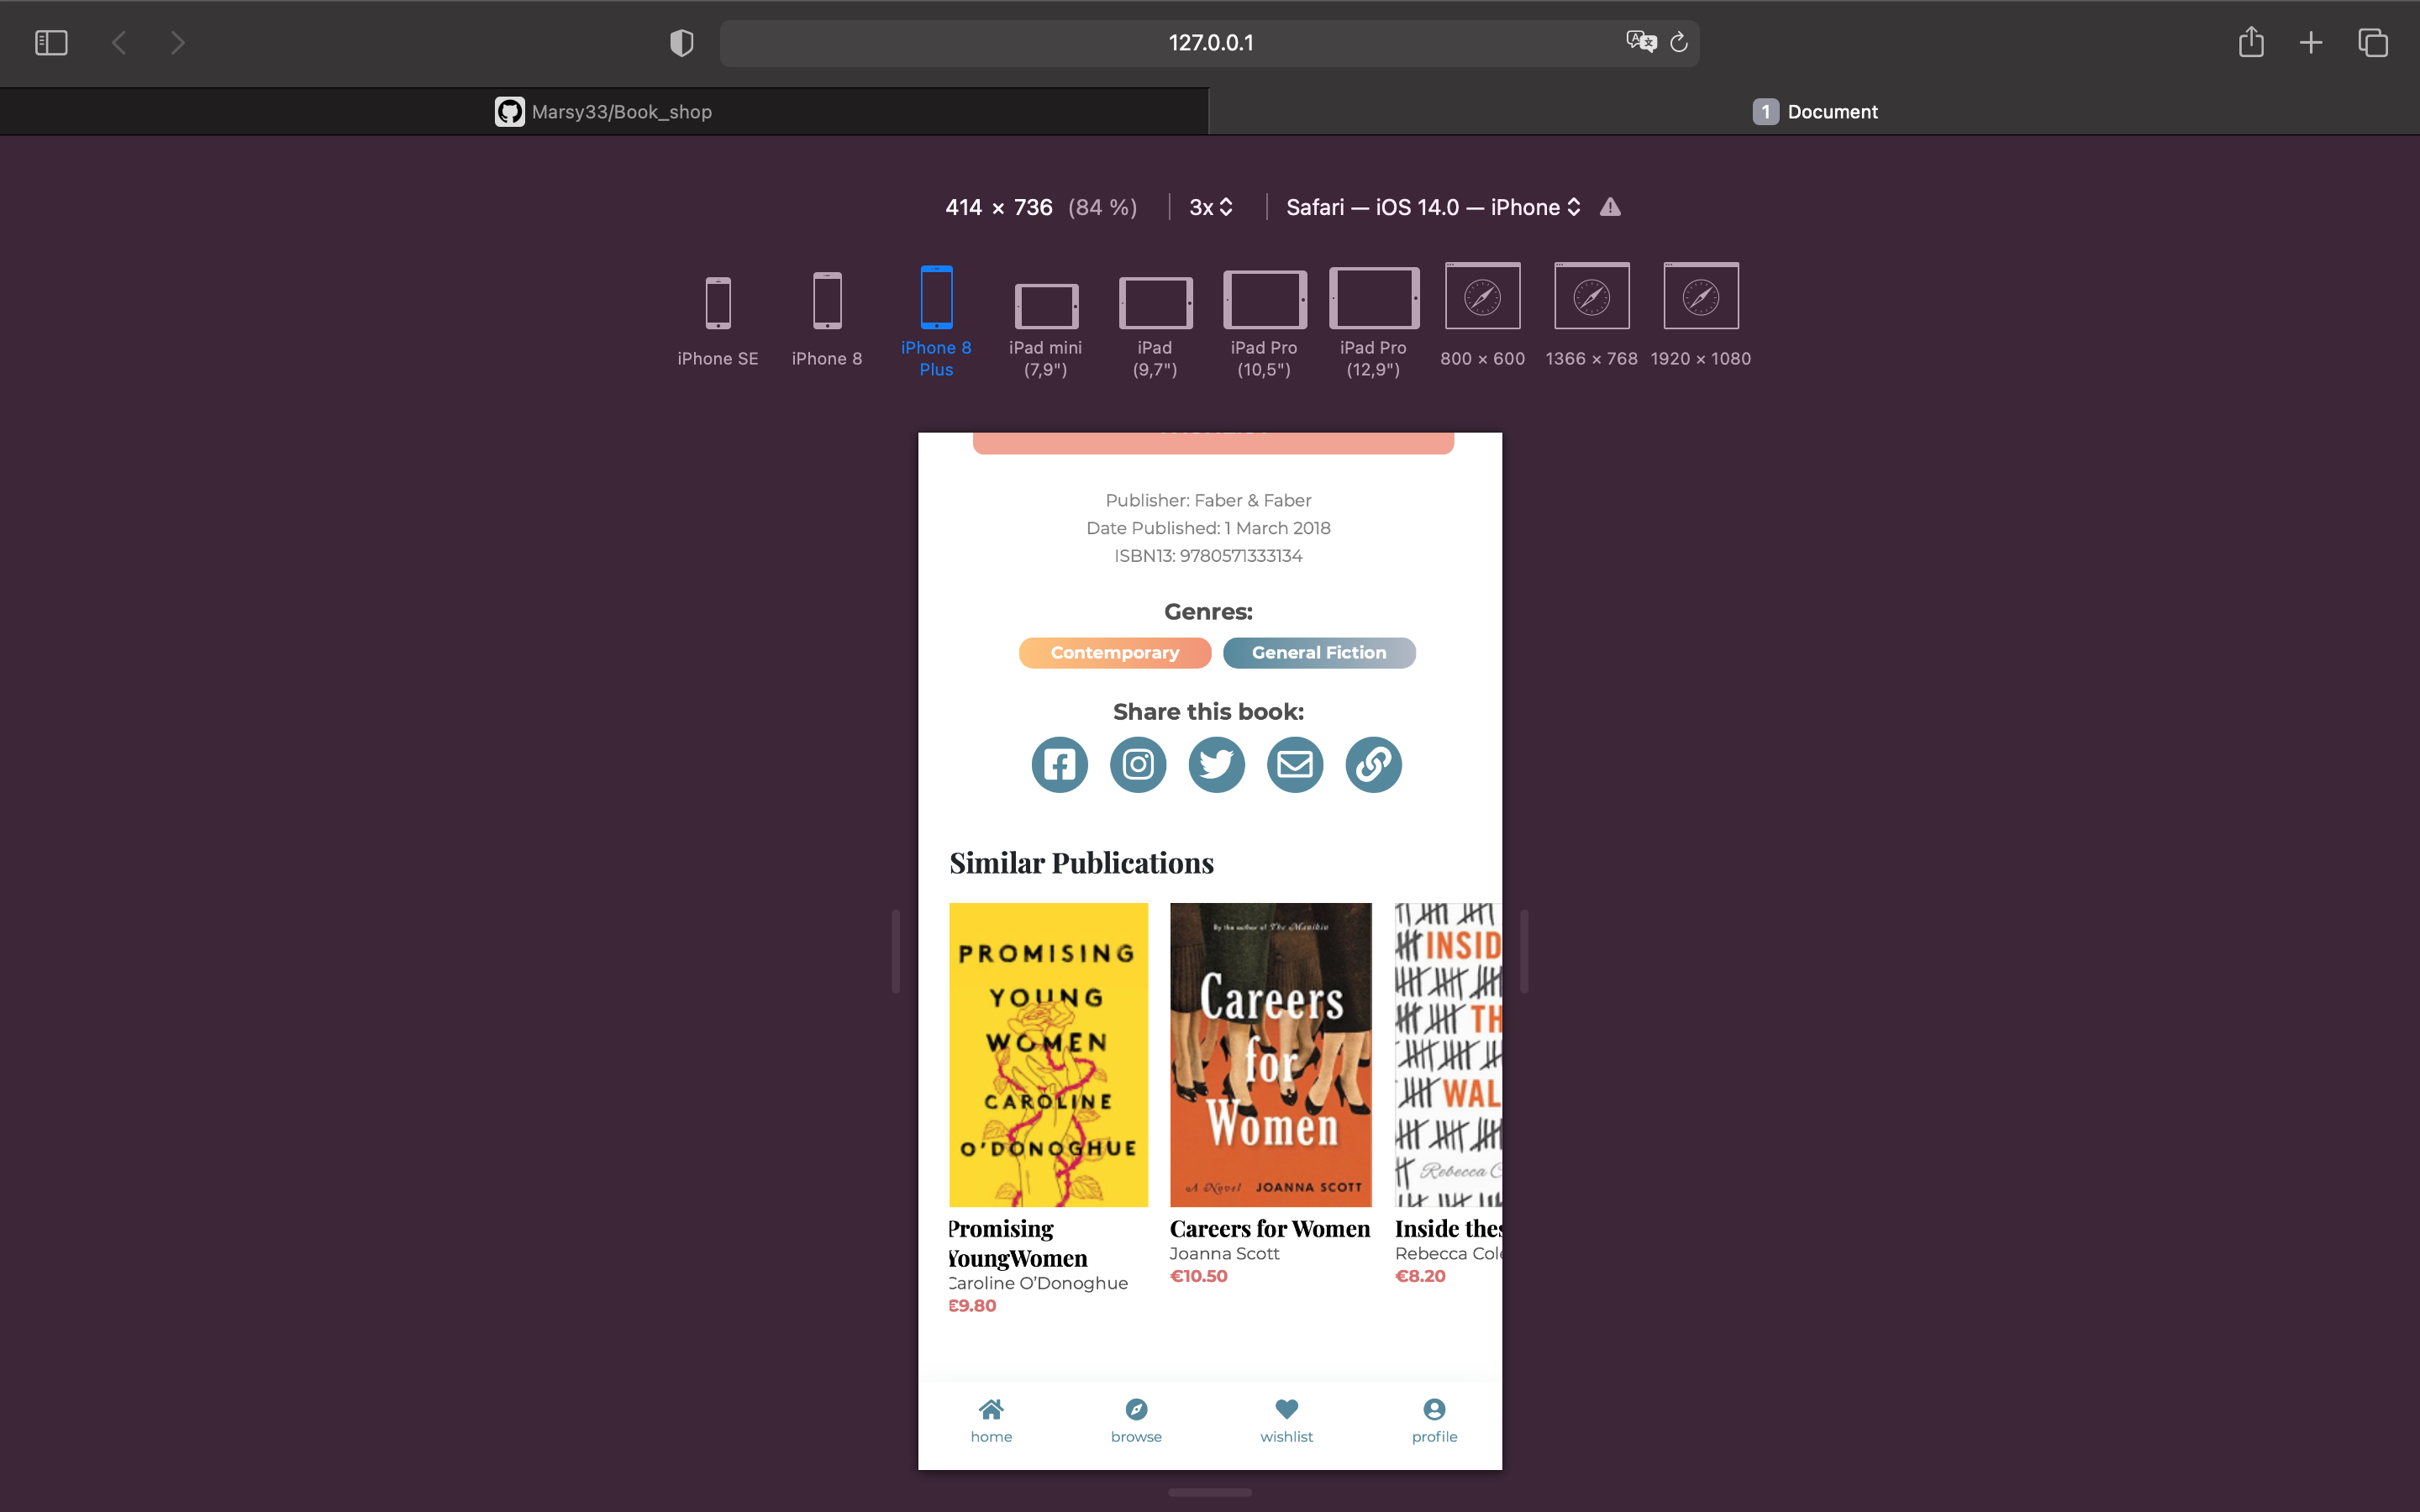 127.0.0.1
Marsy33/Book_shop
1 Document
414 × 736 (84 %) 3x Safari — iOS 14.0 — iPhone
iPhone SE
iPhone 8
iPhone 8
Plus
iPad mini
(7,9")
iPad
(9,7")
iPad Pro
(10,5")
iPad Pro
(12,9")
800 × 600
1366 × 768
1920 × 1080
Publisher: Faber & Faber
Date Published: 1 March 2018
ISBN13: 9780571333134
Genres:
Contemporary General Fiction
Share this book:
Similar Publications
PROMISING
YOUNG
WOMEN
CAROLINE
O'DONOGHUE
By the author of The Manikin
Careers
for
Women
A Novel JOANNA SCOTT
INSID
TH
WAL
Rebecca C
Promising
YoungWomen
Caroline O'Donoghue
€9.80
Careers for Women
Joanna Scott
€10.50
Inside thes
Rebecca Cole
€8.20
home
browse
wishlist
profile